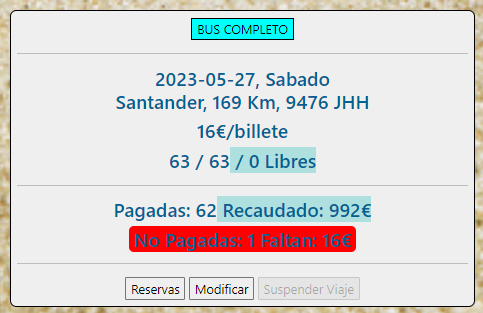 BUS COMPLETO
2023-05-27, Sabado
Santander, 169 Km, 9476 JHH
16€/billete
63 / 63 / 0 Libres
Pagadas: 62 Recaudado: 992€
No Pagadas: 1 Faltan: 16€
Reservas Modificar Suspender Viaje